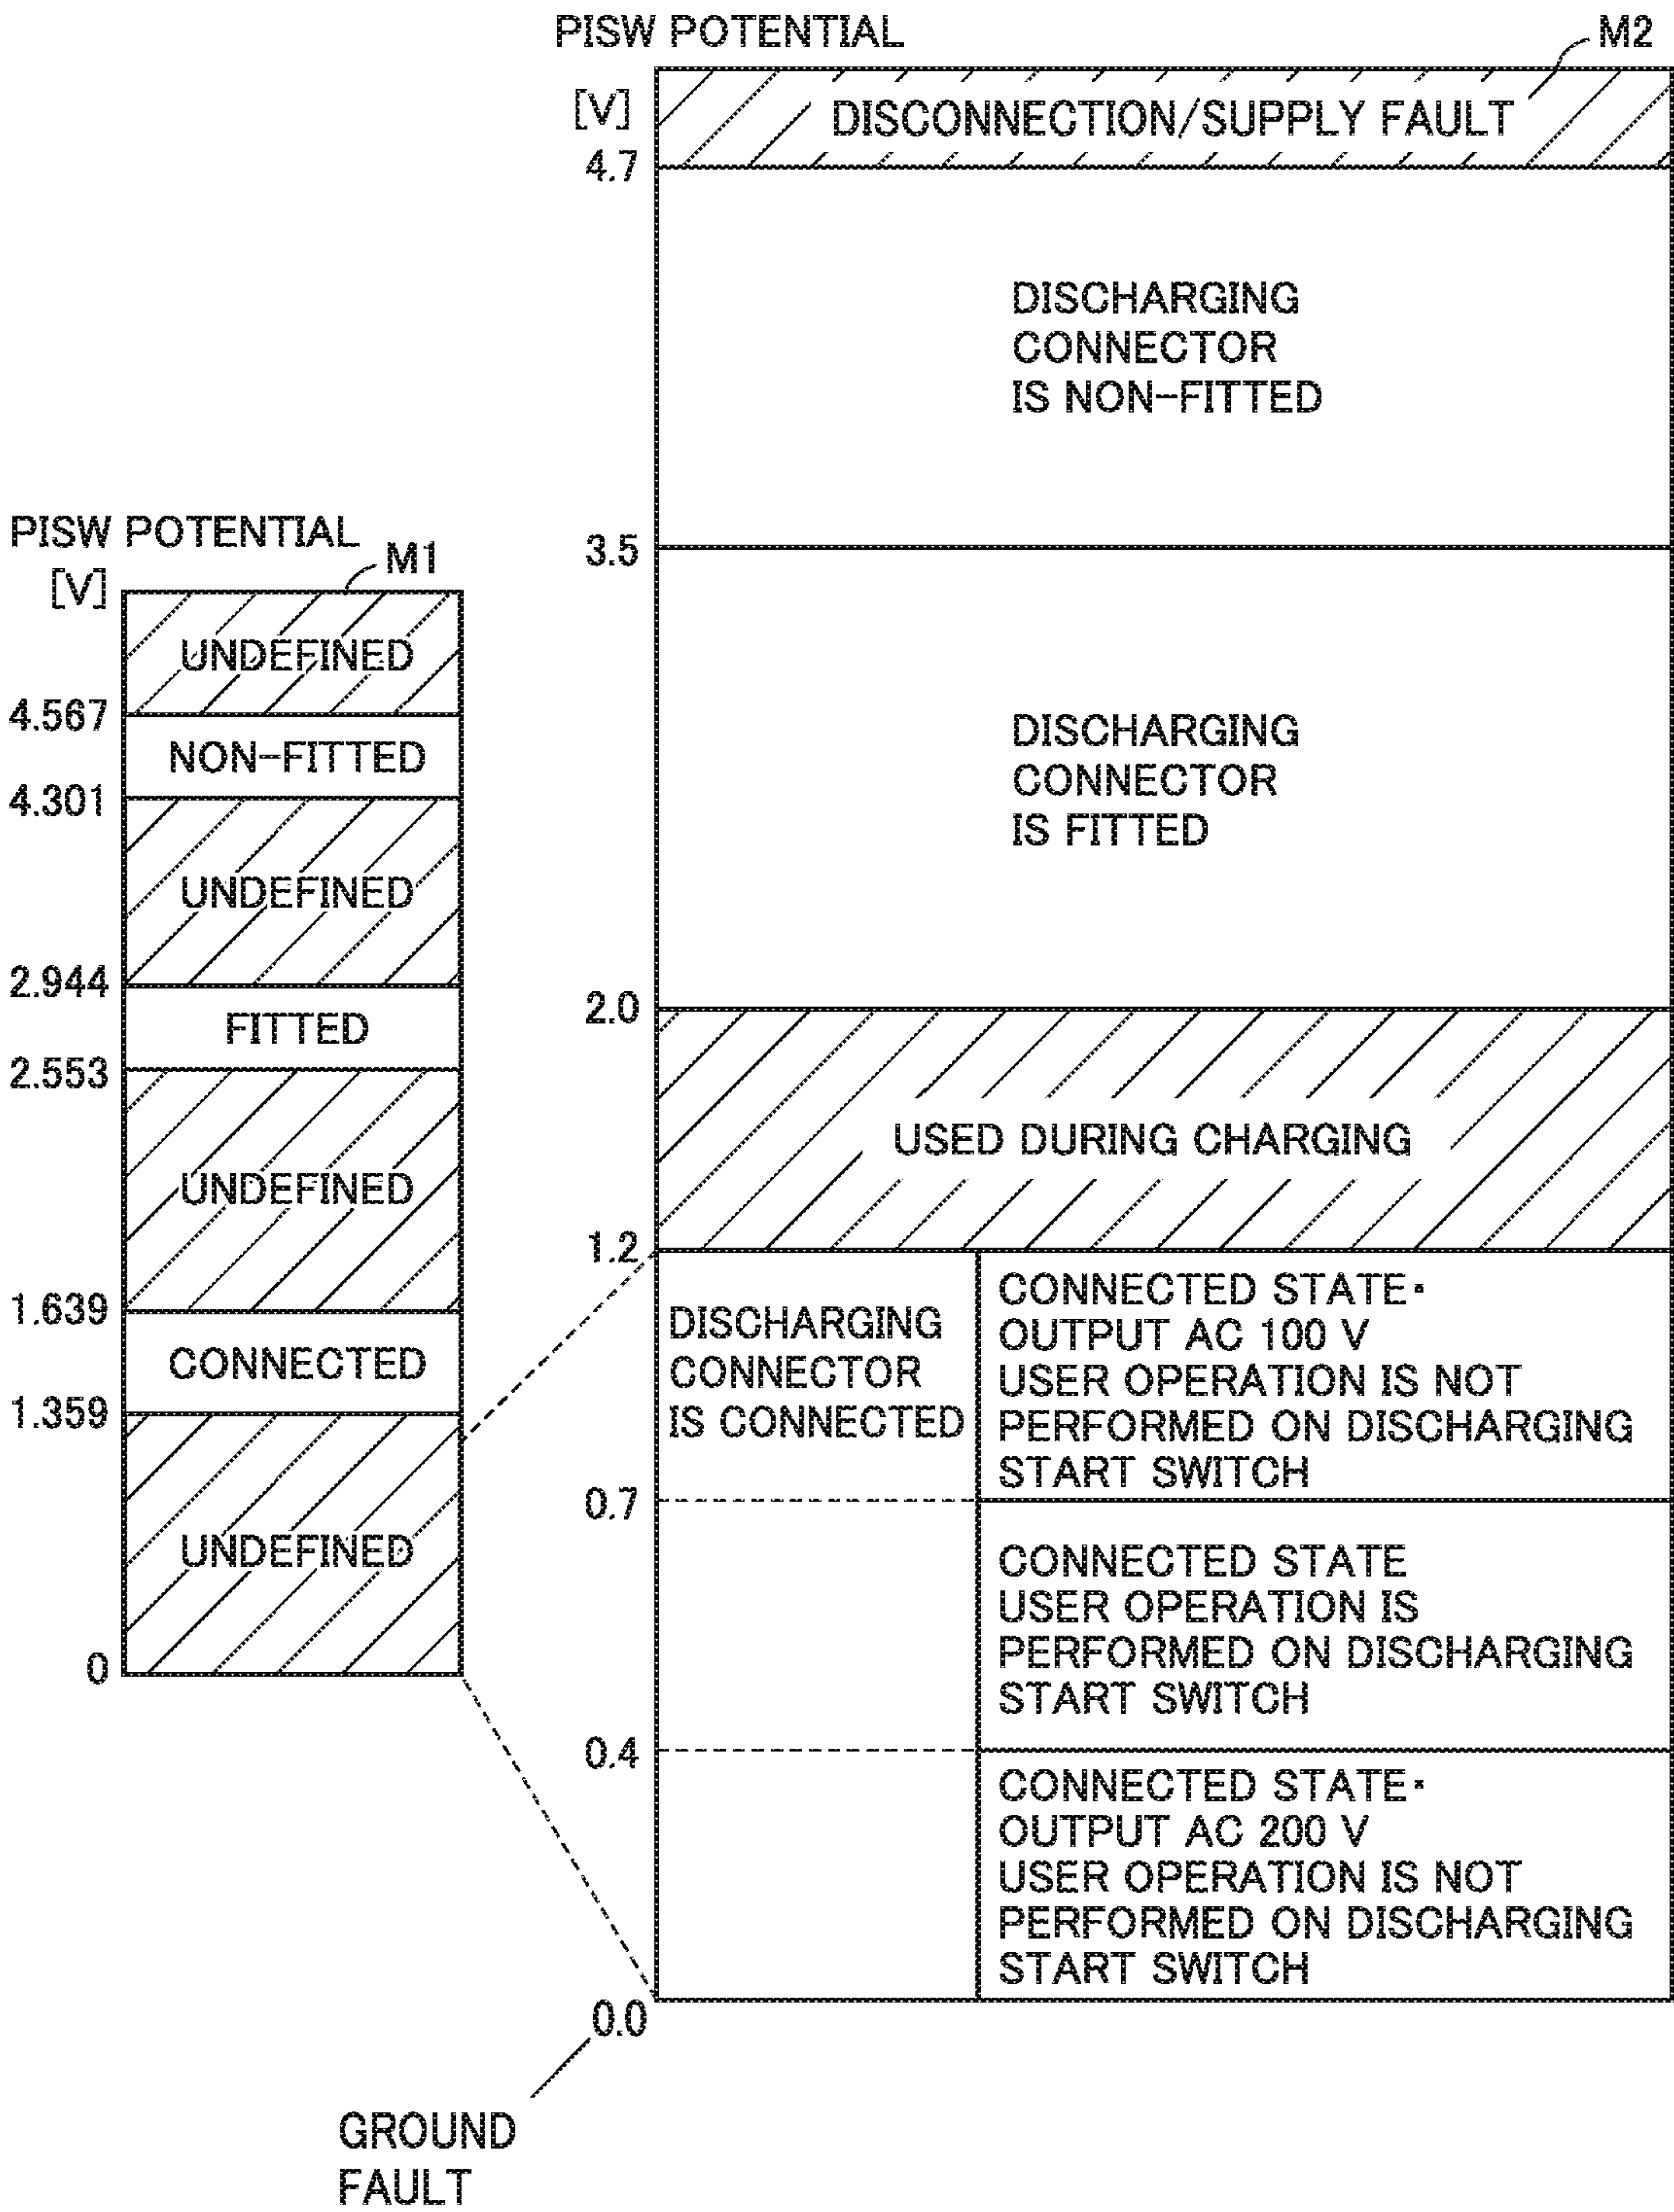 PISW POTENTIAL
[V]
M1
UNDEFINED
4.567
NON-FITTED
4.301
UNDEFINED
2.944
FITTED
2.553
UNDEFINED
1.639
CONNECTED
1.359
UNDEFINED
0
PISW POTENTIAL
[V]
M2
DISCONNECTION/SUPPLY FAULT
4.7
DISCHARGING
CONNECTOR
IS NON-FITTED
3.5
DISCHARGING
CONNECTOR
IS FITTED
2.0
USED DURING CHARGING
1.2
DISCHARGING
CONNECTOR
IS CONNECTED
CONNECTED STATE・
OUTPUT AC 100 V
USER OPERATION IS NOT
PERFORMED ON DISCHARGING
START SWITCH
0.7
CONNECTED STATE
USER OPERATION IS
PERFORMED ON DISCHARGING
START SWITCH
0.4
CONNECTED STATE・
OUTPUT AC 200 V
USER OPERATION IS NOT
PERFORMED ON DISCHARGING
START SWITCH
0.0
GROUND
FAULT